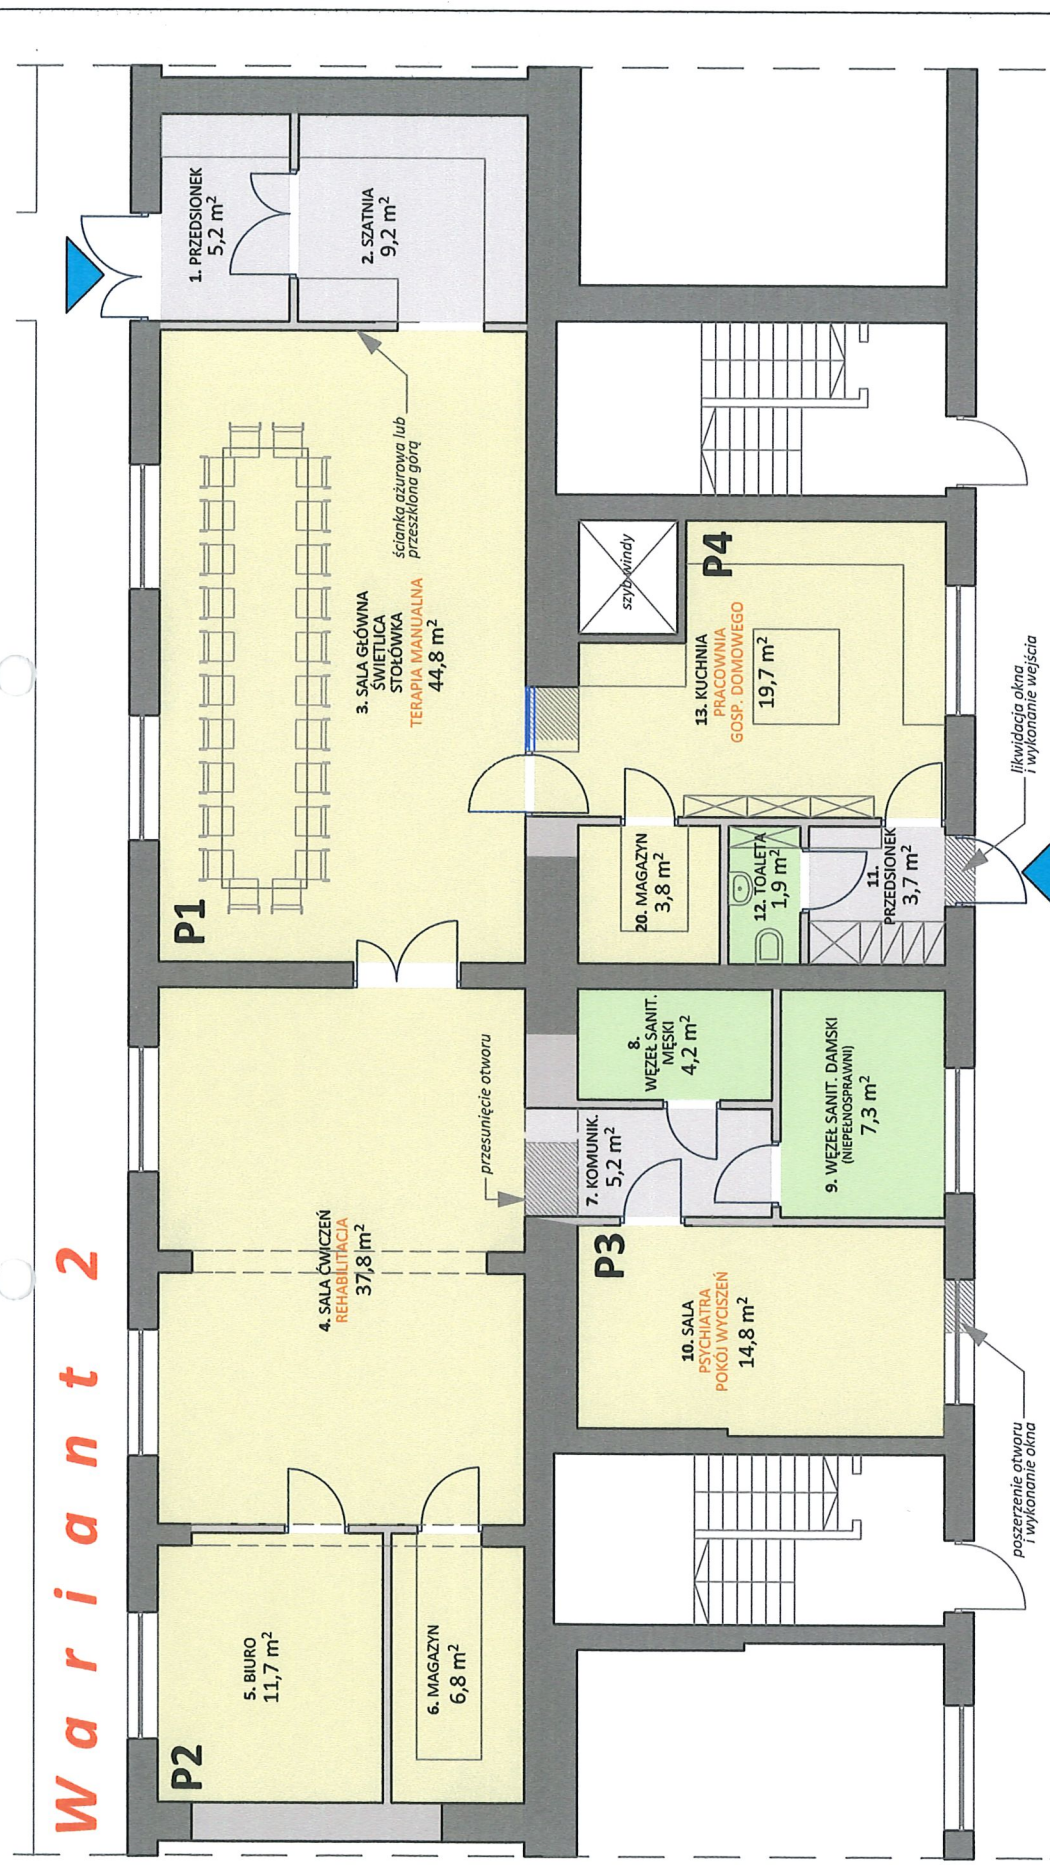 Wariant 2
P2
5. BIURO
11,7 m²
6. MAGAZYN
6,8 m²
4. SALA ĆWICZEŃ
REHABILITACJA
37,8 m²
przesunięcie otworu
P1
3. SALA GŁÓWNA
ŚWIETLICA
STOŁÓWKA
TERAPIA MANUALNA
44,8 m²
ścianka ażurowa lub
przeszklona górą
1. PRZEDSIONEK
5,2 m²
2. SZATNIA
9,2 m²
P3
10. SALA
PSYCHIATRA
POKÓJ WYCISZEŃ
14,8 m²
7. KOMUNIK.
5,2 m²
8.
WĘZEŁ SANIT.
MĘSKI
4,2 m²
9. WĘZEŁ SANIT. DAMSKI
(NIEPEŁNOSPRAWNI)
7,3 m²
20. MAGAZYN
3,8 m²
12. TOALETA
1,9 m²
11.
PRZEDSIONEK
3,7 m²
13. KUCHNIA
PRACOWNIA
GOSP. DOMOWEGO
19,7 m²
P4
szyb windy
poszerzenie otworu
i wykonanie okna
likwidacja okna
i wykonanie wejścia